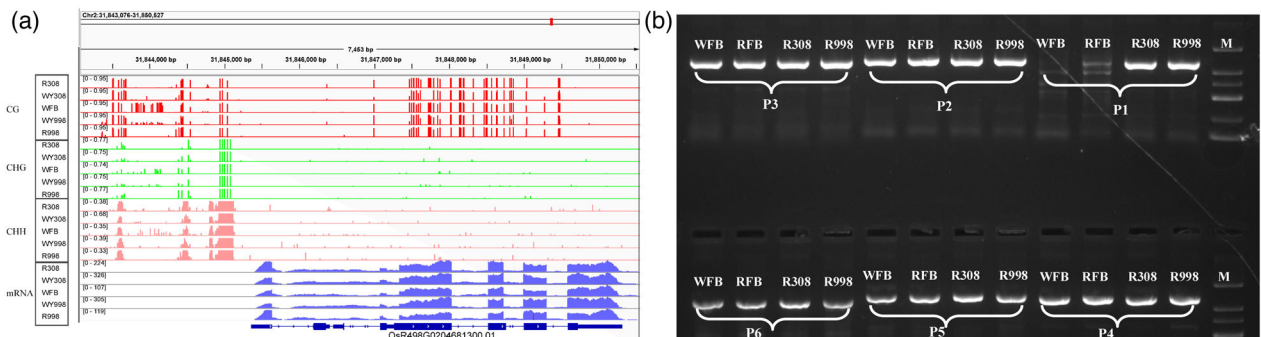 (a)
Chr2:31,843,076-31,850,527
7,453 bp
31,844,000 bp 31,845,000 bp 31,846,000 bp 31,847,000 bp 31,848,000 bp 31,849,000 bp 31,850,000 bp
CG
R308 [0 - 0.95]
WY308 [0 - 0.95]
WFB [0 - 0.95]
WY998 [0 - 0.95]
R998 [0 - 0.95]
CHG
R308 [0 - 0.77]
WY308 [0 - 0.75]
WFB [0 - 0.74]
WY998 [0 - 0.75]
R998 [0 - 0.77]
CHH
R308 [0 - 0.38]
WY308 [0 - 0.68]
WFB [0 - 0.35]
WY998 [0 - 0.39]
R998 [0 - 0.33]
mRNA
R308 [0 - 224]
WY308 [0 - 326]
WFB [0 - 107]
WY998 [0 - 305]
R998 [0 - 119]
OsR498G0204681300.01
(b)
WFB RFB R308 R998 WFB RFB R308 R998 WFB RFB R308 R998 M
P3 P2 P1
WFB RFB R308 R998 WFB RFB R308 R998 WFB RFB R308 R998 M
P6 P5 P4